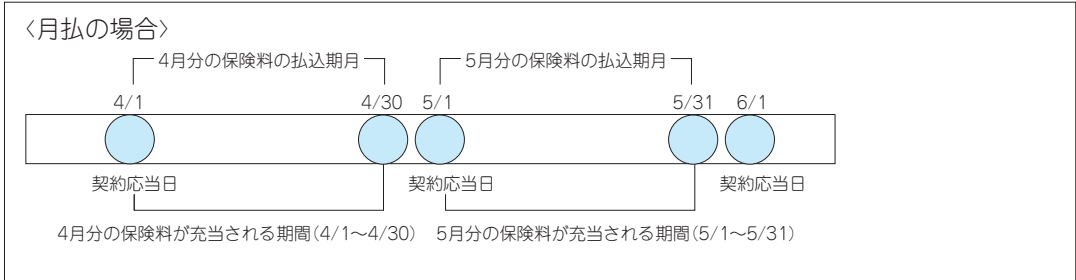 〈月払の場合〉
4月分の保険料の払込期月 5月分の保険料の払込期月
4/1 4/30 5/1 5/31 6/1
契約応当日 契約応当日 契約応当日
4月分の保険料が充当される期間(4/1〜4/30) 5月分の保険料が充当される期間(5/1〜5/31)